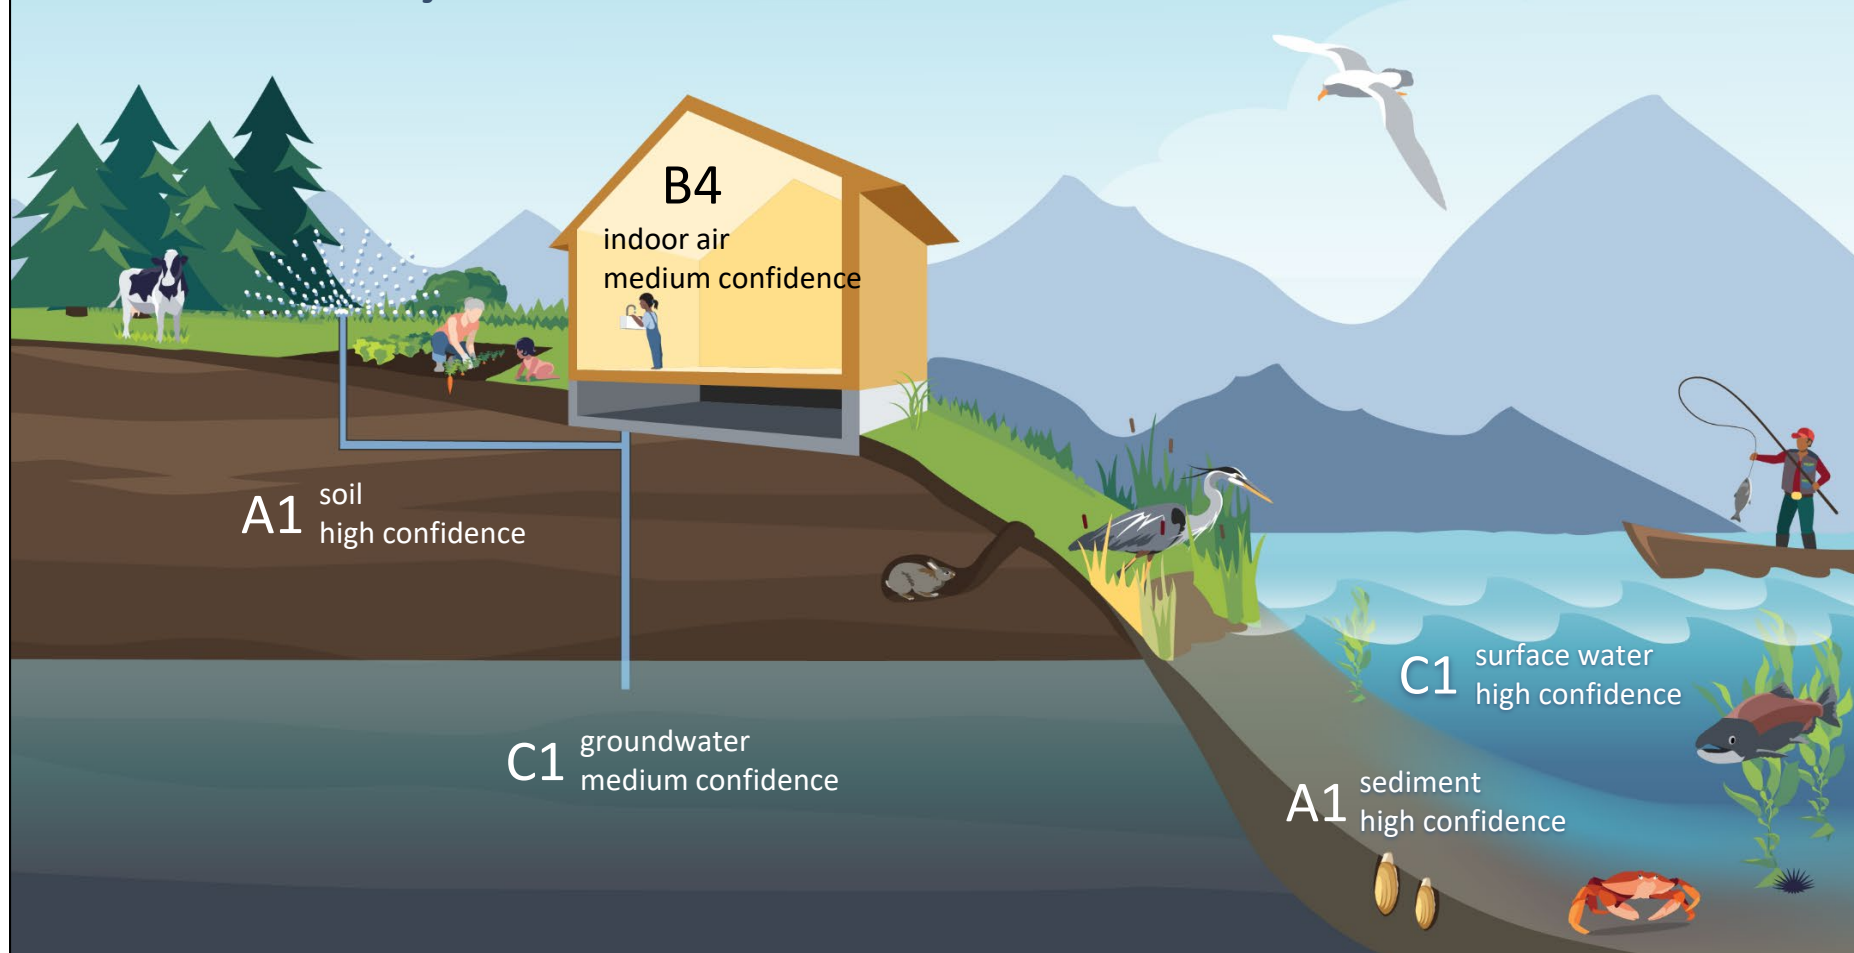 B4
indoor air
medium confidence
A1
soil
high confidence
C1
surface water
high confidence
C1
groundwater
medium confidence
A1
sediment
high confidence